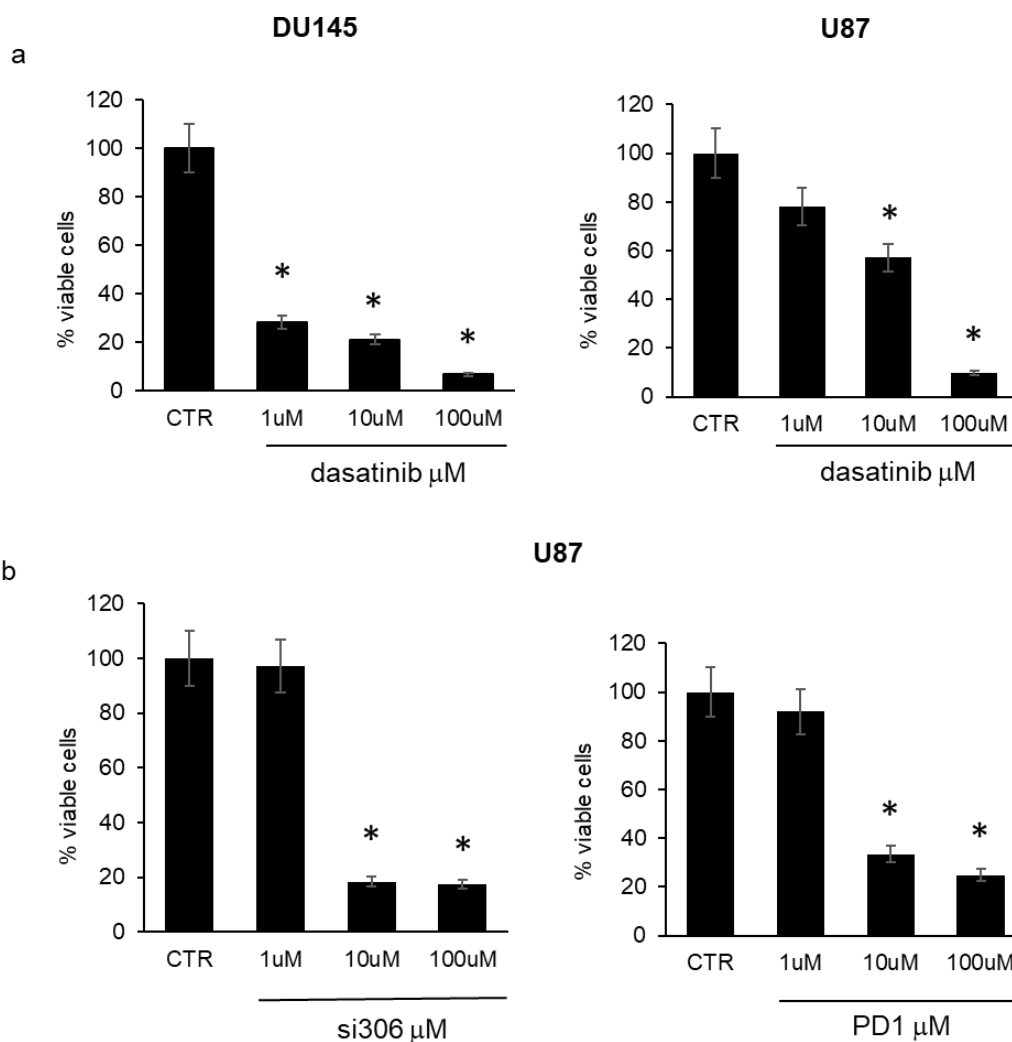 DU145
U87
a
% viable cells
120
100
80
60
40
20
0
* * *
CTR 1uM 10uM 100uM
dasatinib μM
% viable cells
120
100
80
60
40
20
0
* *
CTR 1uM 10uM 100uM
dasatinib μM
b
U87
% viable cells
120
100
80
60
40
20
0
* *
CTR 1uM 10uM 100uM
si306 μM
% viable cells
120
100
80
60
40
20
0
* *
CTR 1uM 10uM 100uM
PD1 μM